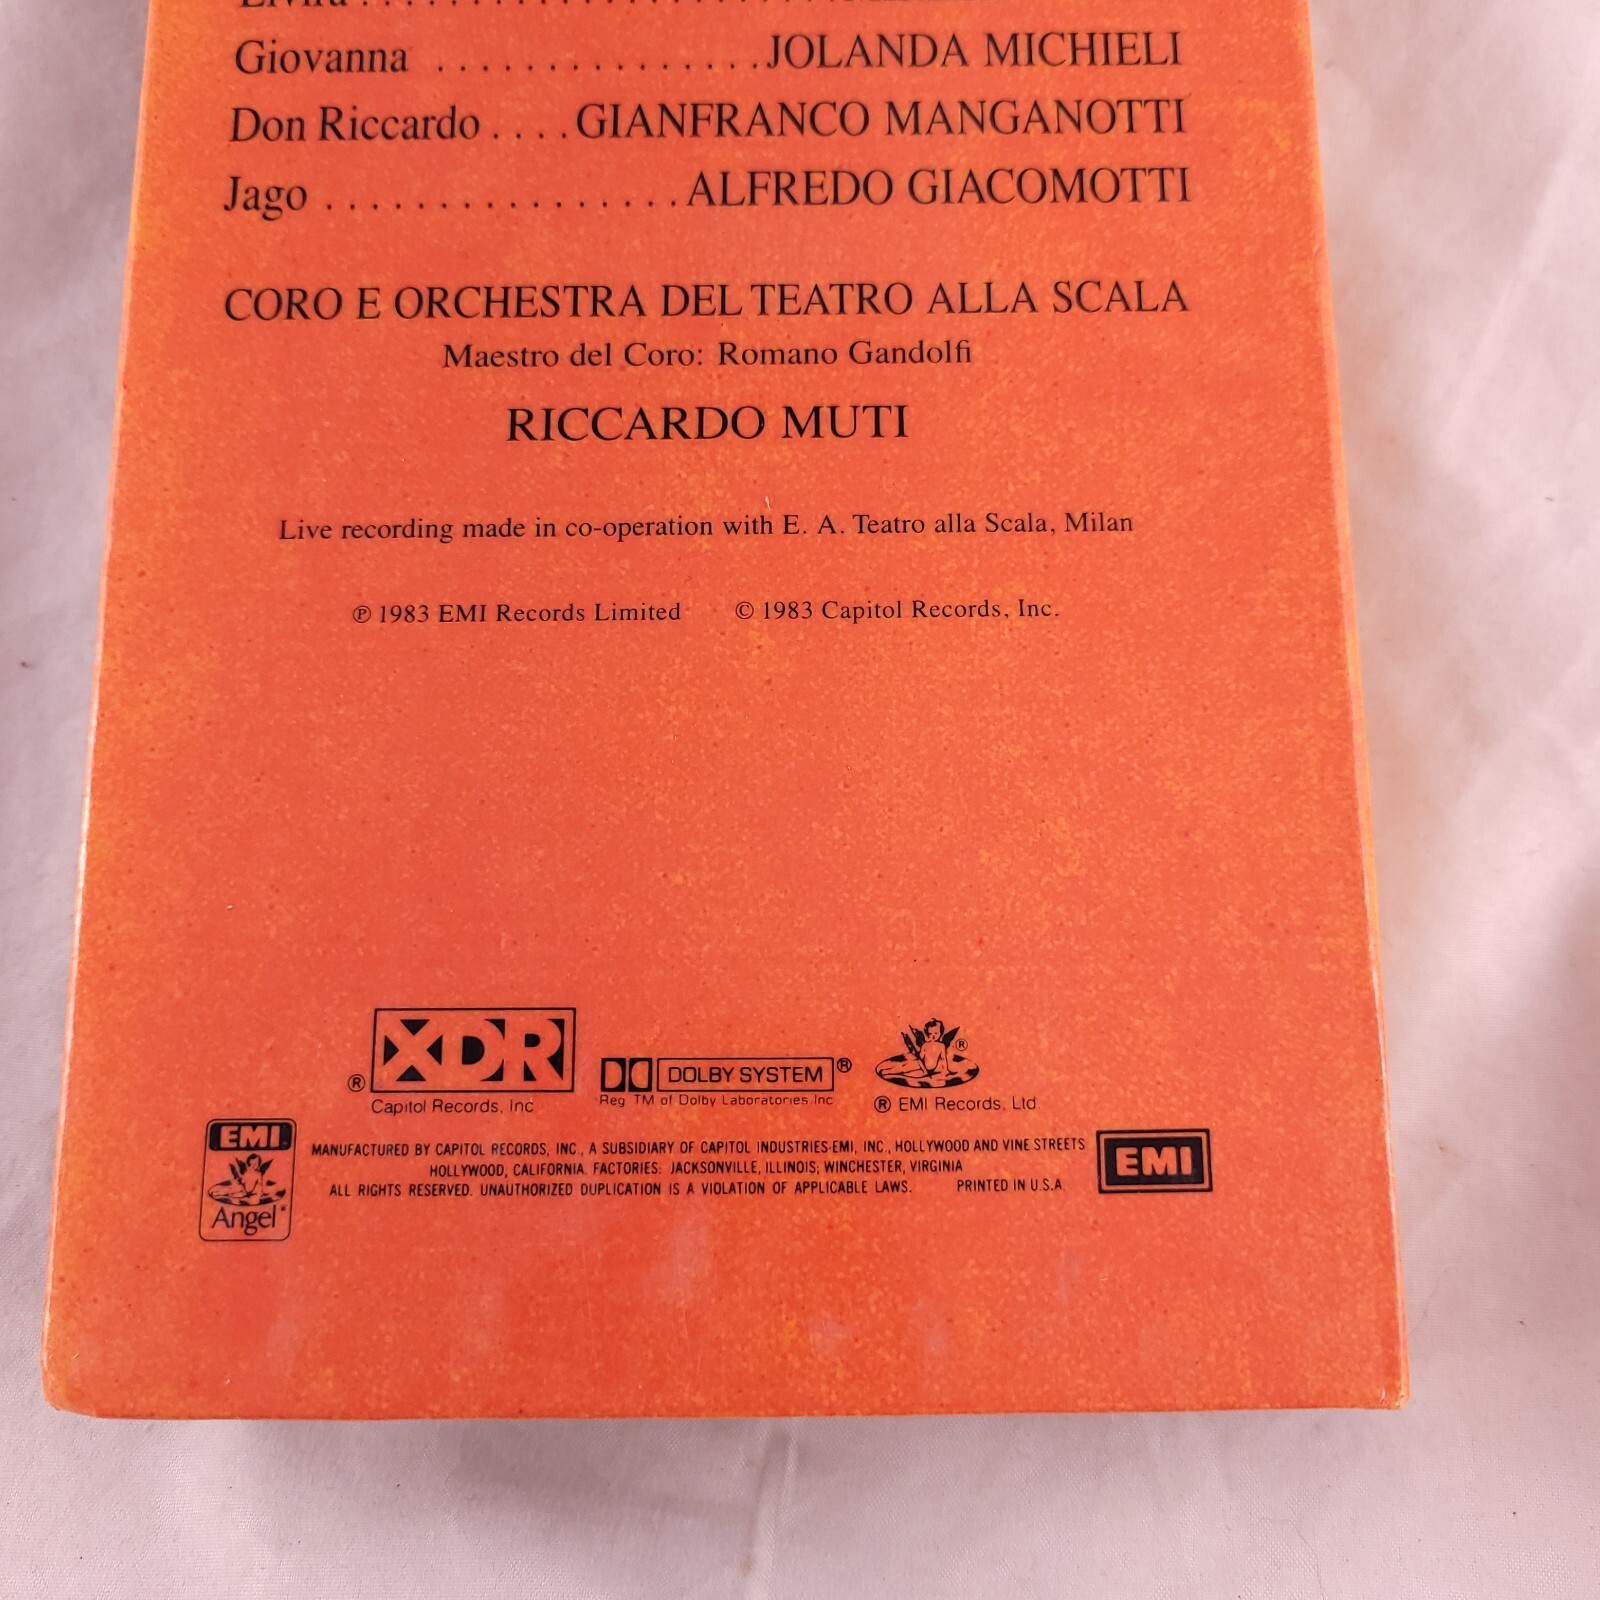 Elvira . . . . . . . . . . . . . . . . . . . . . .
Giovanna . . . . . . . . . . . . . . . JOLANDA MICHIELI
Don Riccardo . . . . GIANFRANCO MANGANOTTI
Jago . . . . . . . . . . . . . . . . ALFREDO GIACOMOTTI
CORO E ORCHESTRA DEL TEATRO ALLA SCALA
Maestro del Coro: Romano Gandolfi
RICCARDO MUTI
Live recording made in co-operation with E. A. Teatro alla Scala, Milan
℗ 1983 EMI Records Limited © 1983 Capitol Records, Inc.
® XDR
Capitol Records, Inc
DOLBY SYSTEM ®
Reg TM of Dolby Laboratories Inc
®
® EMI Records, Ltd.
EMI
Angel
MANUFACTURED BY CAPITOL RECORDS, INC., A SUBSIDIARY OF CAPITOL INDUSTRIES-EMI, INC., HOLLYWOOD AND VINE STREETS
HOLLYWOOD, CALIFORNIA. FACTORIES: JACKSONVILLE, ILLINOIS; WINCHESTER, VIRGINIA
ALL RIGHTS RESERVED. UNAUTHORIZED DUPLICATION IS A VIOLATION OF APPLICABLE LAWS. PRINTED IN U.S.A.
EMI